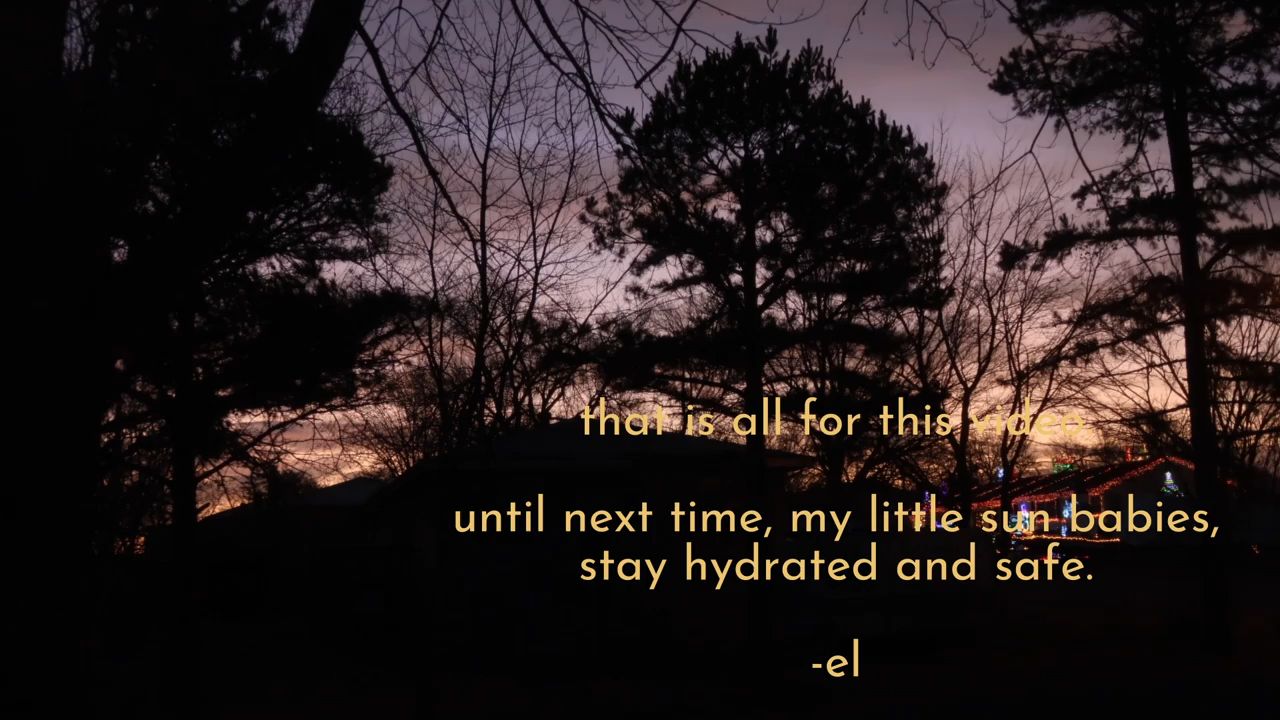 that is all for this video.
until next time, my little sun babies,
stay hydrated and safe.
-el